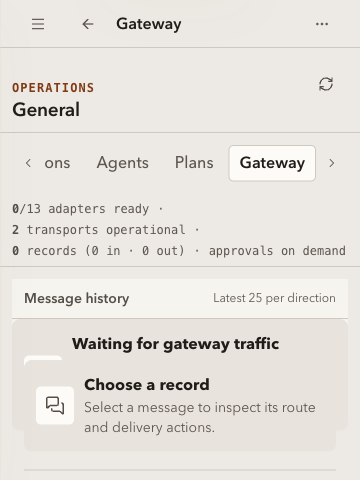 Gateway
OPERATIONS
General
ons Agents Plans Gateway
0/13 adapters ready ·
2 transports operational ·
0 records (0 in · 0 out) · approvals on demand
Message history Latest 25 per direction
Waiting for gateway traffic
Choose a record
Select a message to inspect its route
and delivery actions.